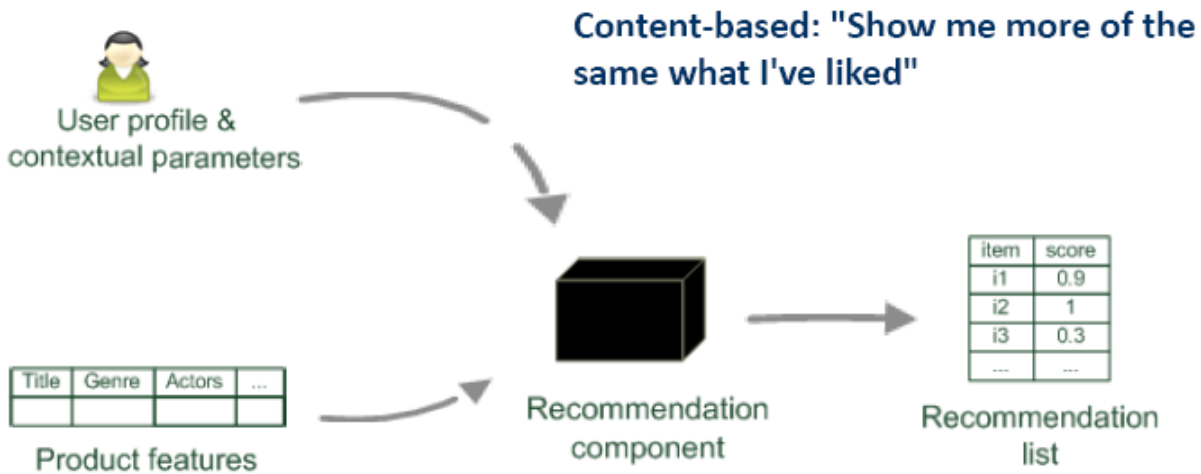 Content-based: "Show me more of the
same what I've liked"
User profile &
contextual parameters
item score
i1 0.9
i2 1
i3 0.3
... ...
Title Genre Actors ...
Product features
Recommendation
component
Recommendation
list